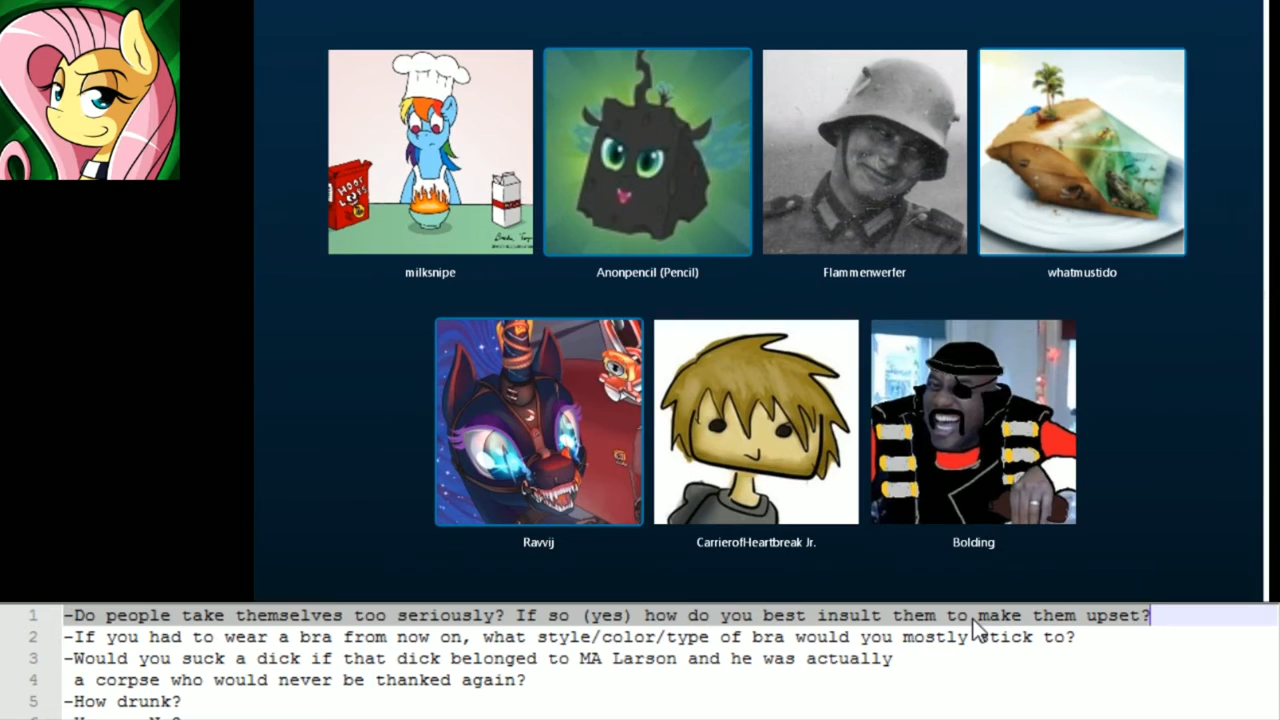 milksnipe
Anonpencil (Pencil)
Flammenwerfer
whatmustido
Ravvij
CarrierofHeartbreak Jr.
Bolding
1 -Do people take themselves too seriously? If so (yes) how do you best insult them to make them upset?
2 -If you had to wear a bra from now on, what style/color/type of bra would you mostly stick to?
3 -Would you suck a dick if that dick belonged to MA Larson and he was actually
4 a corpse who would never be thanked again?
5 -How drunk?